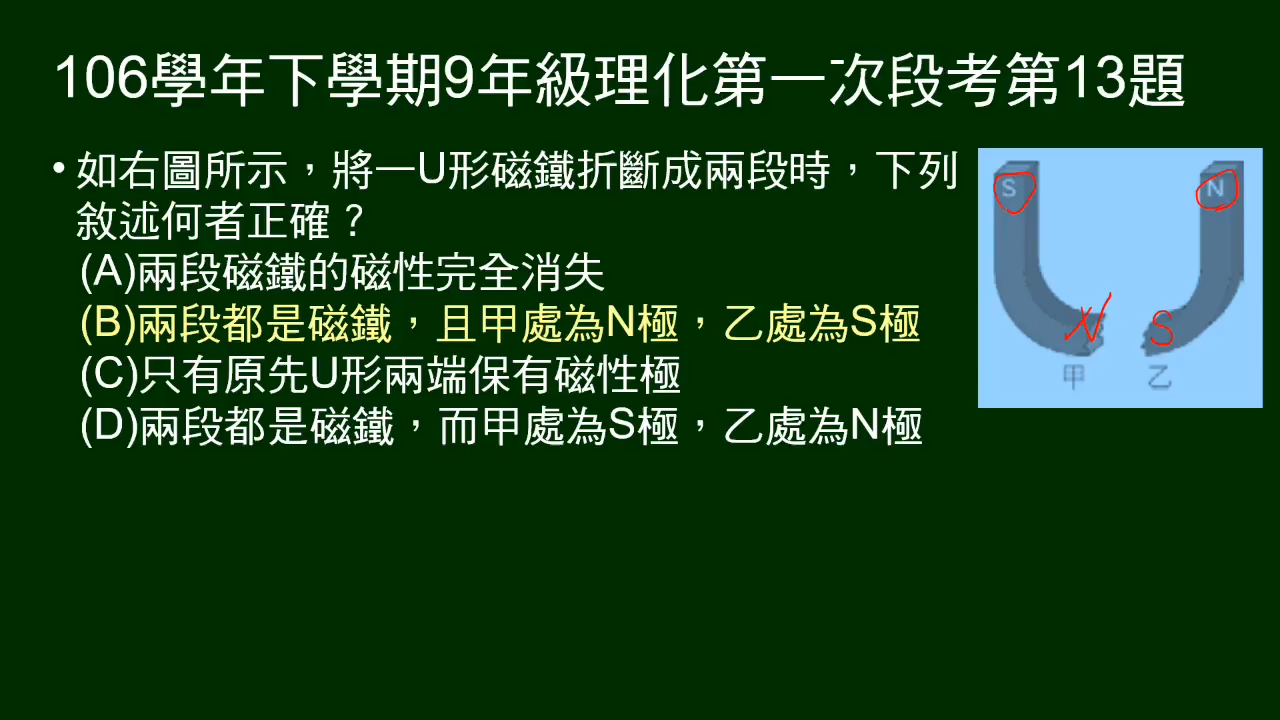 106學年下學期9年級理化第一次段考第13題
•如右圖所示，將一U形磁鐵折斷成兩段時，下列
敘述何者正確？
(A)兩段磁鐵的磁性完全消失
(B)兩段都是磁鐵，且甲處為N極，乙處為S極
(C)只有原先U形兩端保有磁性極
(D)兩段都是磁鐵，而甲處為S極，乙處為N極
S N
N S
甲 乙